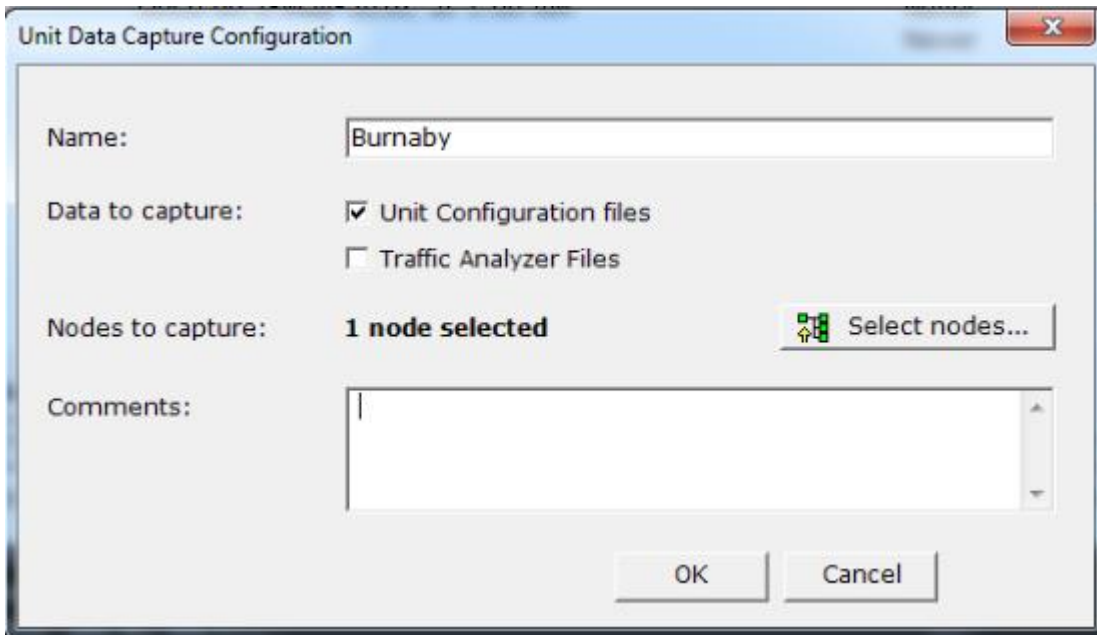 Unit Data Capture Configuration
Name: Burnaby
Data to capture: Unit Configuration files
Traffic Analyzer Files
Nodes to capture: 1 node selected Select nodes...
Comments:
OK Cancel